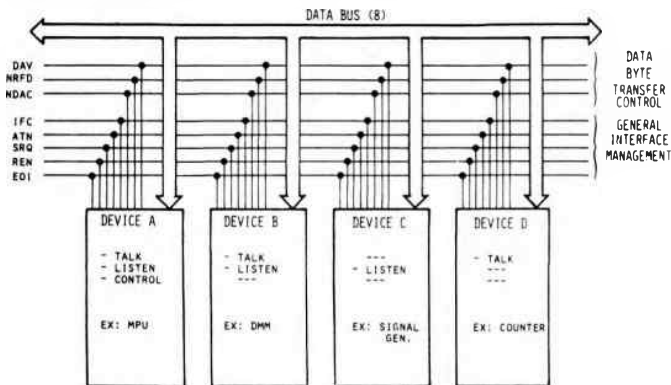 DATA BUS (8)
DAV
NRFD
NDAC
IFC
ATN
SRQ
REN
EOI
DATA
BYTE
TRANSFER
CONTROL
GENERAL
INTERFACE
MANAGEMENT
DEVICE A
- TALK
- LISTEN
- CONTROL
EX: MPU
DEVICE B
- TALK
- LISTEN
---
EX: DMM
DEVICE C
---
- LISTEN
---
EX: SIGNAL
GEN.
DEVICE D
- TALK
---
---
EX: COUNTER